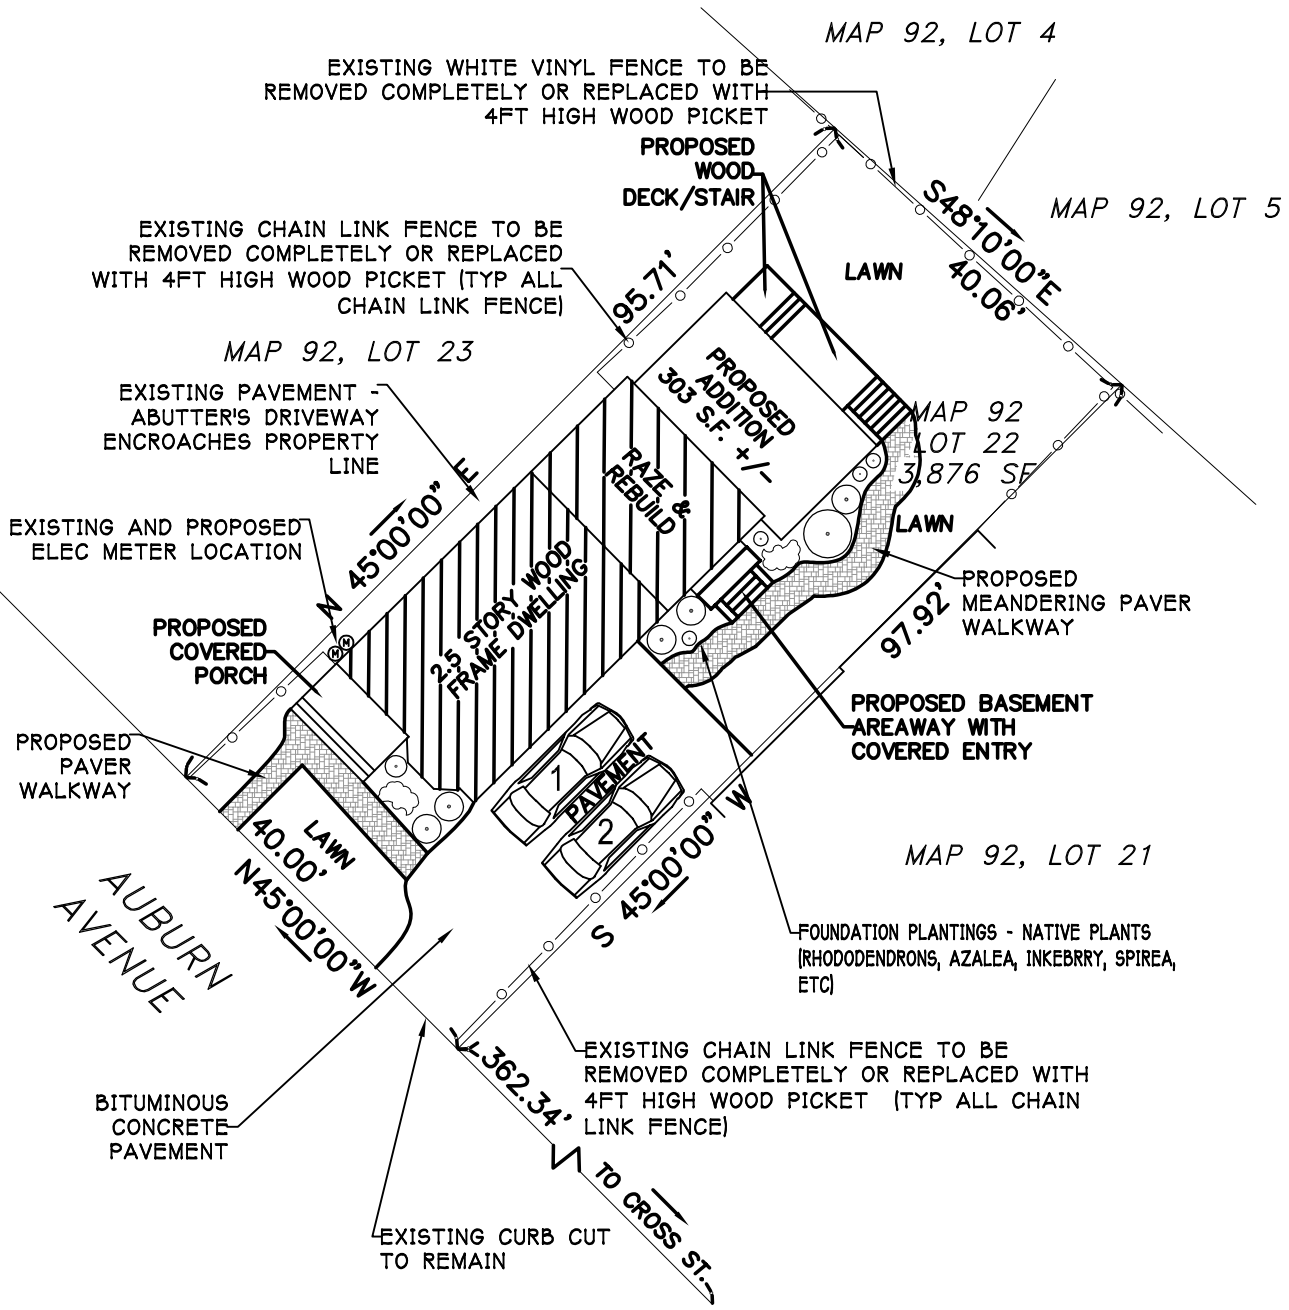 MAP 92, LOT 4
EXISTING WHITE VINYL FENCE TO BE
REMOVED COMPLETELY OR REPLACED WITH
4FT HIGH WOOD PICKET
PROPOSED
WOOD
DECK/STAIR
S48°10'00"E
40.06'
MAP 92, LOT 5
EXISTING CHAIN LINK FENCE TO BE
REMOVED COMPLETELY OR REPLACED
WITH 4FT HIGH WOOD PICKET (TYP ALL
CHAIN LINK FENCE)
95.71'
LAWN
MAP 92, LOT 23
EXISTING PAVEMENT -
ABUTTER'S DRIVEWAY
ENCROACHES PROPERTY
LINE
PROPOSED
ADDITION
303 S.F. +/-
MAP 92
LOT 22
3,876 SF
LAWN
RAZE &
REBUILD
N 45°00'00" E
EXISTING AND PROPOSED
ELEC METER LOCATION
M
M
2.5 STORY WOOD
FRAME DWELLING
PROPOSED
MEANDERING PAVER
WALKWAY
97.92'
PROPOSED
COVERED
PORCH
PROPOSED BASEMENT
AREAWAY WITH
COVERED ENTRY
PROPOSED
PAVER
WALKWAY
1
PAVEMENT
2
LAWN
40.00'
N45°00'00"W
S 45°00'00" W
MAP 92, LOT 21
AUBURN
AVENUE
FOUNDATION PLANTINGS - NATIVE PLANTS
(RHODODENDRONS, AZALEA, INKEBRRY, SPIREA,
ETC)
EXISTING CHAIN LINK FENCE TO BE
REMOVED COMPLETELY OR REPLACED WITH
4FT HIGH WOOD PICKET (TYP ALL CHAIN
LINK FENCE)
362.34'
TO CROSS ST.
BITUMINOUS
CONCRETE
PAVEMENT
EXISTING CURB CUT
TO REMAIN